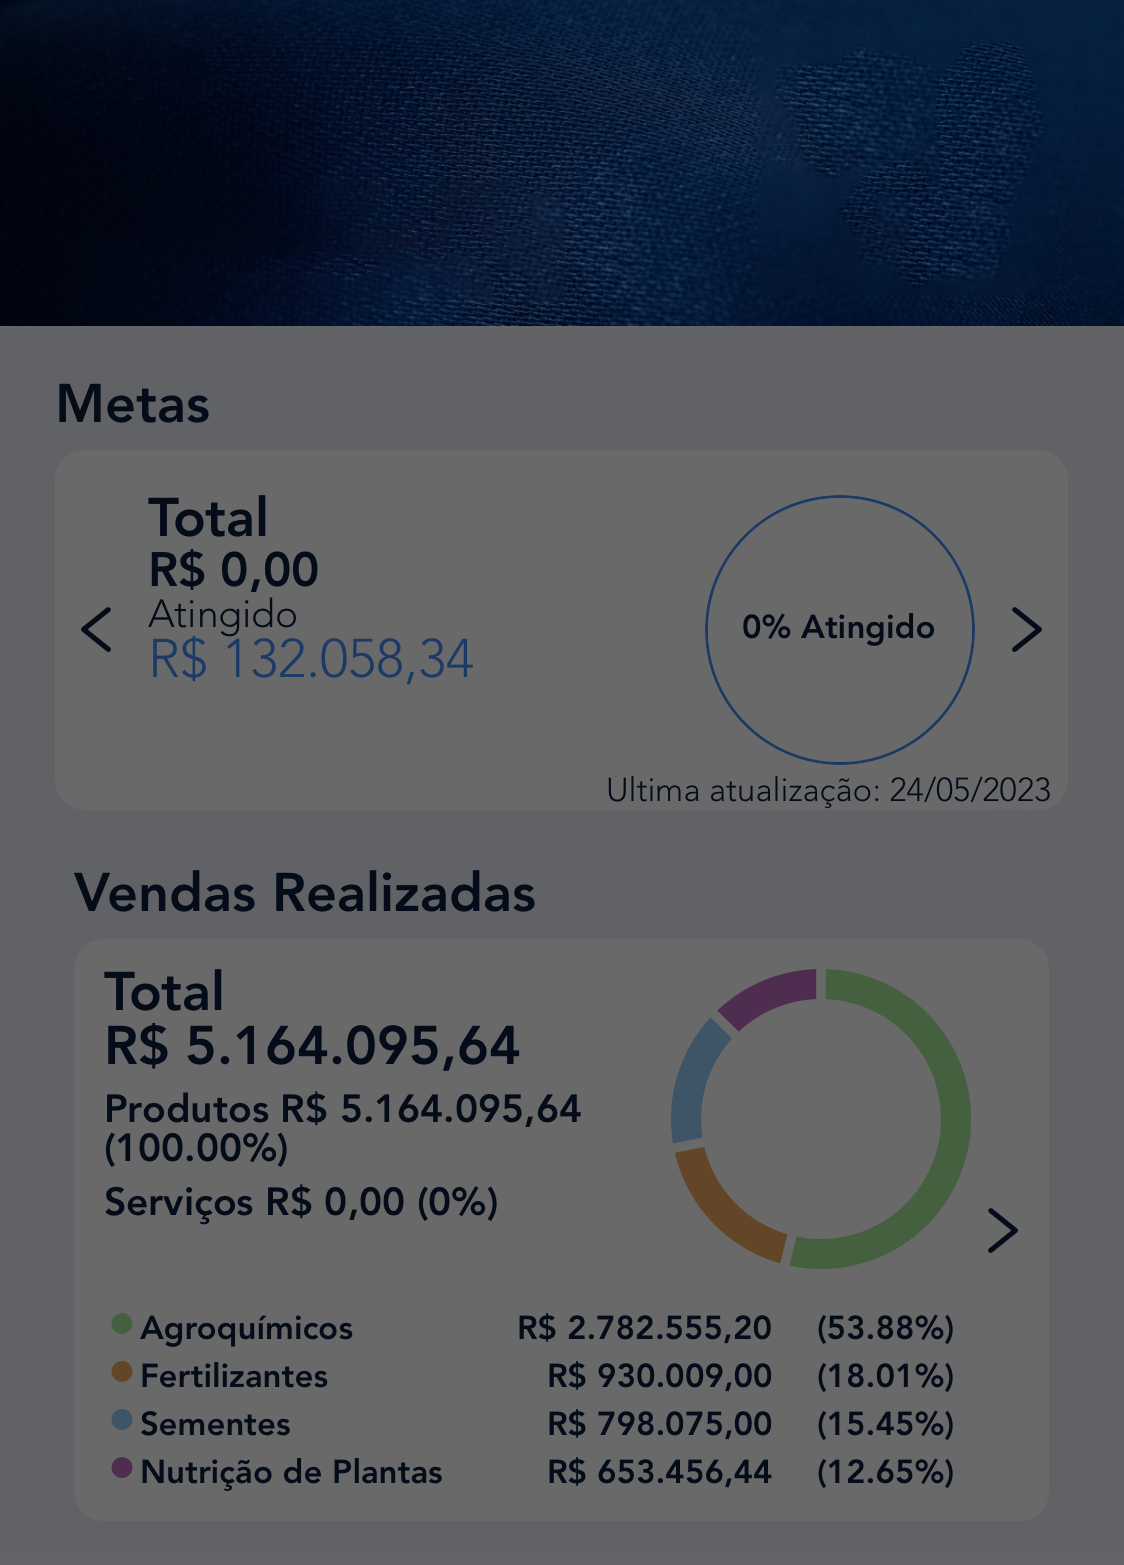 Metas
Total
R$ 0,00
Atingido
R$ 132.058,34
0% Atingido
Ultima atualização: 24/05/2023
Vendas Realizadas
Total
R$ 5.164.095,64
Produtos R$ 5.164.095,64
(100.00%)
Serviços R$ 0,00 (0%)
Agroquímicos R$ 2.782.555,20 (53.88%)
Fertilizantes R$ 930.009,00 (18.01%)
Sementes R$ 798.075,00 (15.45%)
Nutrição de Plantas R$ 653.456,44 (12.65%)